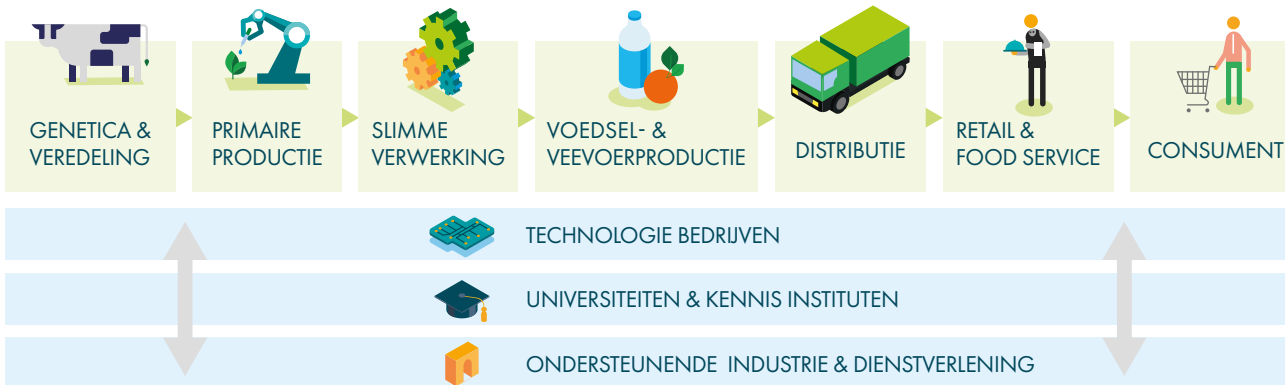 GENETICA &
VEREDELING
PRIMAIRE
PRODUCTIE
SLIMME
VERWERKING
VOEDSEL- &
VEEVOERPRODUCTIE
DISTRIBUTIE
RETAIL &
FOOD SERVICE
CONSUMENT
TECHNOLOGIE BEDRIJVEN
UNIVERSITEITEN & KENNIS INSTITUTEN
ONDERSTEUNENDE INDUSTRIE & DIENSTVERLENING